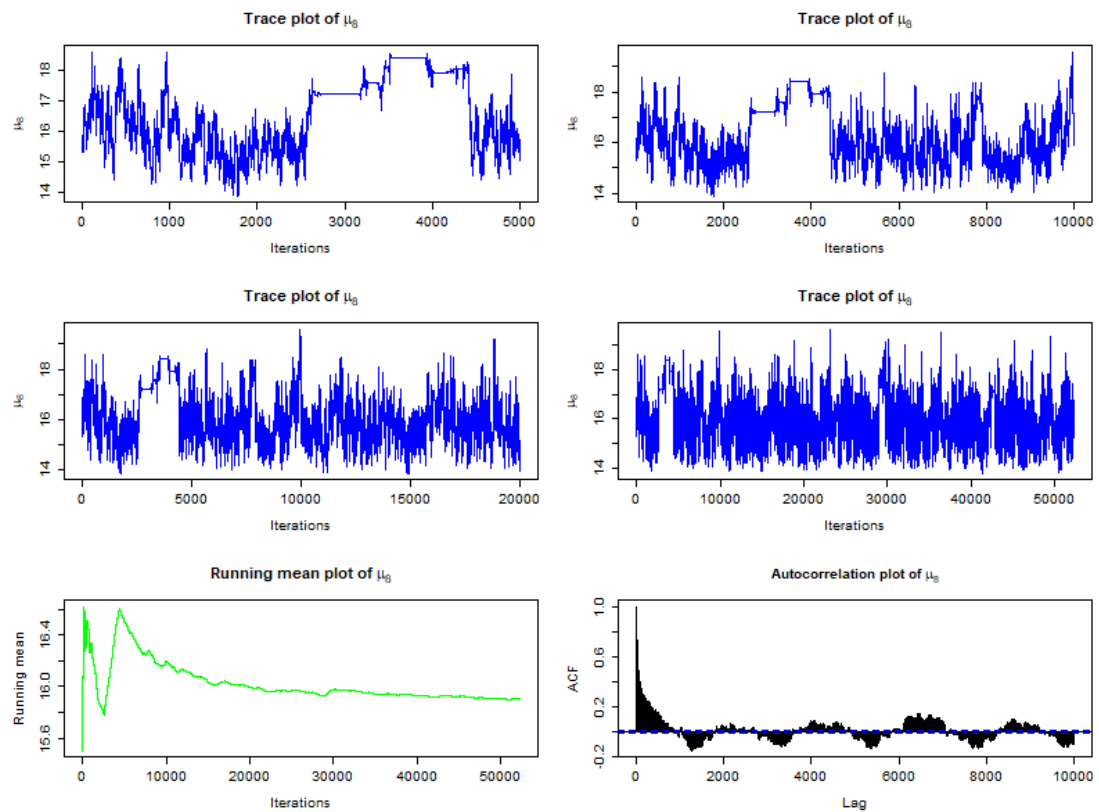 Trace plot of μ₈
μ₈
18
17
16
15
14
0 1000 2000 3000 4000 5000
Iterations
Trace plot of μ₈
μ₈
18
16
14
0 2000 4000 6000 8000 10000
Iterations
Trace plot of μ₈
μ₈
18
16
14
0 5000 10000 15000 20000
Iterations
Trace plot of μ₈
μ₈
18
16
14
0 10000 20000 30000 40000 50000
Iterations
Running mean plot of μ₈
Running mean
16.4
16.0
15.6
0 10000 20000 30000 40000 50000
Iterations
Autocorrelation plot of μ₈
ACF
1.0
0.6
0.2
-0.2
0 2000 4000 6000 8000 10000
Lag